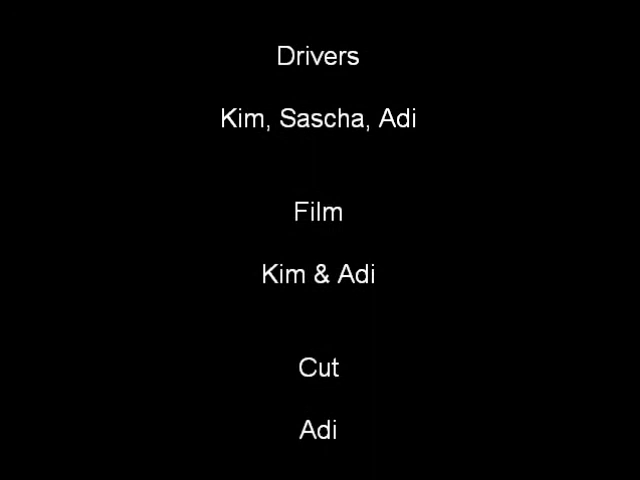 Drivers
Kim, Sascha, Adi
Film
Kim & Adi
Cut
Adi